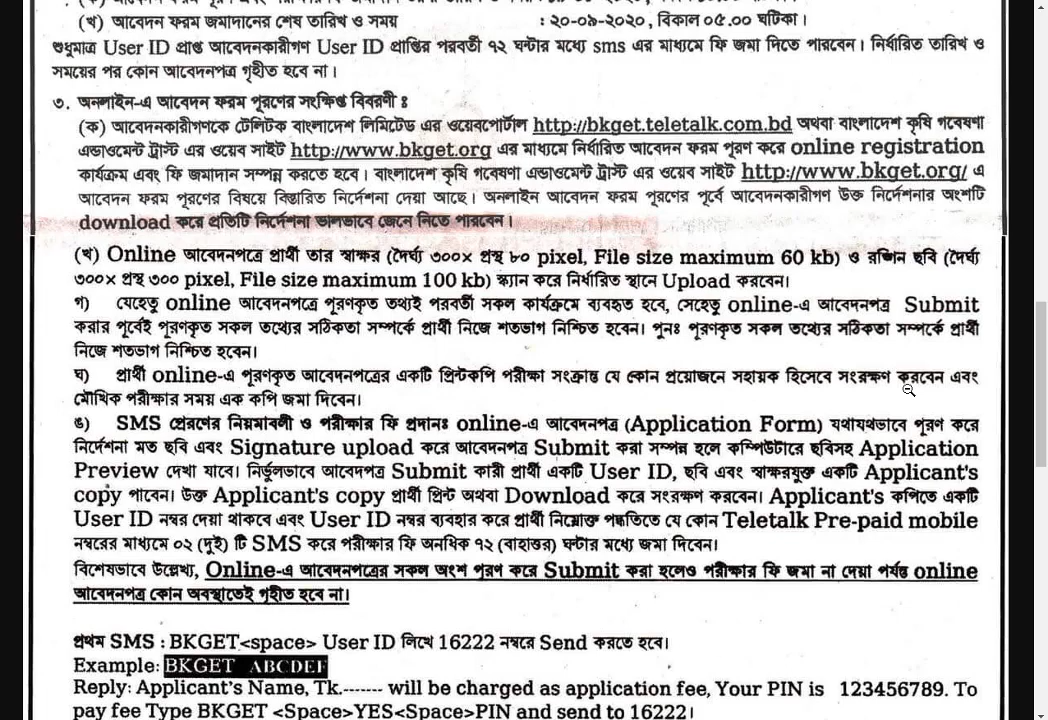 (খ) আবেদন ফরম জমাদানের শেষ তারিখ ও সময় : ২০-০৯-২০২০, বিকাল ০৫.০০ ঘটিকা।
শুধুমাত্র User ID প্রাপ্ত আবেদনকারীগণ User ID প্রাপ্তির পরবর্তী ৭২ ঘন্টার মধ্যে sms এর মাধ্যমে ফি জমা দিতে পারবেন। নির্ধারিত তারিখ ও
সময়ের পর কোন আবেদনপত্র গৃহীত হবে না।
৩. অনলাইন-এ আবেদন ফরম পূরণের সংক্ষিপ্ত বিবরণী ঃ
(ক) আবেদনকারীগণকে টেলিটক বাংলাদেশ লিমিটেড এর ওয়েবপোর্টাল http://bkget.teletalk.com.bd অথবা বাংলাদেশ কৃষি গবেষণা
এন্ডাওমেন্ট ট্রাস্ট এর ওয়েব সাইট http://www.bkget.org এর মাধ্যমে নির্ধারিত আবেদন ফরম পূরণ করে online registration
কার্যক্রম এবং ফি জমাদান সম্পন্ন করতে হবে। বাংলাদেশ কৃষি গবেষণা এন্ডাওমেন্ট ট্রাস্ট এর ওয়েব সাইট http://www.bkget.org/ এ
আবেদন ফরম পূরণের বিষয়ে বিস্তারিত নির্দেশনা দেয়া আছে। অনলাইন আবেদন ফরম পূরণের পূর্বে আবেদনকারীগণ উক্ত নির্দেশনার অংশটি
download করে প্রতিটি নির্দেশনা ভালভাবে জেনে নিতে পারবেন।
(খ) Online আবেদনপত্রে প্রার্থী তার স্বাক্ষর (দৈর্ঘ্য ৩০০x প্রস্থ ৮০ pixel, File size maximum 60 kb) ও রঙ্গিন ছবি (দৈর্ঘ্য
৩০০x প্রস্থ ৩০০ pixel, File size maximum 100 kb) স্ক্যান করে নির্ধারিত স্থানে Upload করবেন।
গ) যেহেতু online আবেদনপত্রে পূরণকৃত তথ্যই পরবর্তী সকল কার্যক্রমে ব্যবহৃত হবে, সেহেতু online-এ আবেদনপত্র Submit
করার পূর্বেই পূরণকৃত সকল তথ্যের সঠিকতা সম্পর্কে প্রার্থী নিজে শতভাগ নিশ্চিত হবেন। পুনঃ পূরণকৃত সকল তথ্যের সঠিকতা সম্পর্কে প্রার্থী
নিজে শতভাগ নিশ্চিত হবেন।
ঘ) প্রার্থী online-এ পূরণকৃত আবেদনপত্রের একটি প্রিন্টকপি পরীক্ষা সংক্রান্ত যে কোন প্রয়োজনে সহায়ক হিসেবে সংরক্ষণ করবেন এবং
মৌখিক পরীক্ষার সময় এক কপি জমা দিবেন।
ঙ) SMS প্রেরণের নিয়মাবলী ও পরীক্ষার ফি প্রদানঃ online-এ আবেদনপত্র (Application Form) যথাযথভাবে পূরণ করে
নির্দেশনা মত ছবি এবং Signature upload করে আবেদনপত্র Submit করা সম্পন্ন হলে কম্পিউটারে ছবিসহ Application
Preview দেখা যাবে। নির্ভুলভাবে আবেদনপত্র Submit কারী প্রার্থী একটি User ID, ছবি এবং স্বাক্ষরযুক্ত একটি Applicant's
copy পাবেন। উক্ত Applicant's copy প্রার্থী প্রিন্ট অথবা Download করে সংরক্ষণ করবেন। Applicant's কপিতে একটি
User ID নম্বর দেয়া থাকবে এবং User ID নম্বর ব্যবহার করে প্রার্থী নিম্নোক্ত পদ্ধতিতে যে কোন Teletalk Pre-paid mobile
নম্বরের মাধ্যমে ০২ (দুই) টি SMS করে পরীক্ষার ফি অনধিক ৭২ (বাহাত্তর) ঘন্টার মধ্যে জমা দিবেন।
বিশেষভাবে উল্লেখ্য, Online-এ আবেদনপত্রের সকল অংশ পূরণ করে Submit করা হলেও পরীক্ষার ফি জমা না দেয়া পর্যন্ত online
আবেদনপত্র কোন অবস্থাতেই গৃহীত হবে না।
প্রথম SMS : BKGET<space> User ID লিখে 16222 নম্বরে Send করতে হবে।
Example: BKGET ABCDEF
Reply: Applicant's Name, Tk.------- will be charged as application fee, Your PIN is 123456789. To
pay fee Type BKGET <Space>YES<Space>PIN and send to 16222।